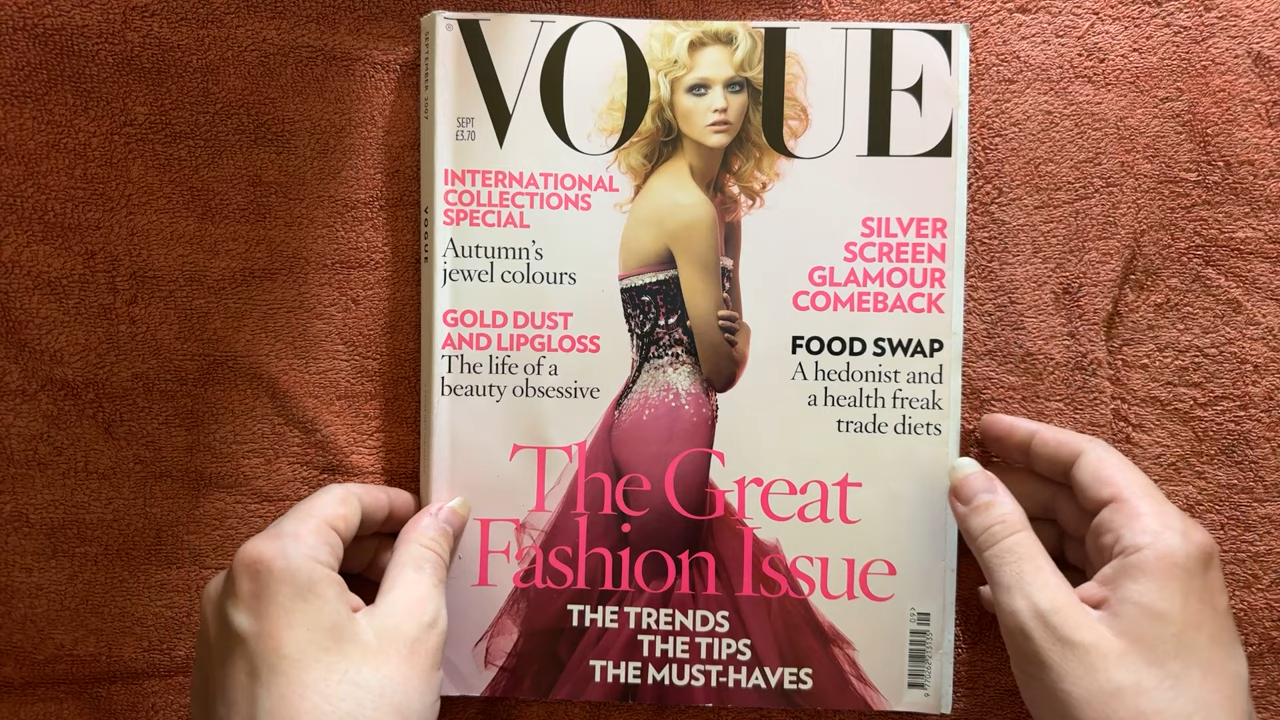 VOGUE
SEPTEMBER 2007
VOGUE
SEPT
£3.70
INTERNATIONAL
COLLECTIONS
SPECIAL
Autumn's
jewel colours
GOLD DUST
AND LIPGLOSS
The life of a
beauty obsessive
SILVER
SCREEN
GLAMOUR
COMEBACK
FOOD SWAP
A hedonist and
a health freak
trade diets
The Great
Fashion Issue
THE TRENDS
THE TIPS
THE MUST-HAVES
09>